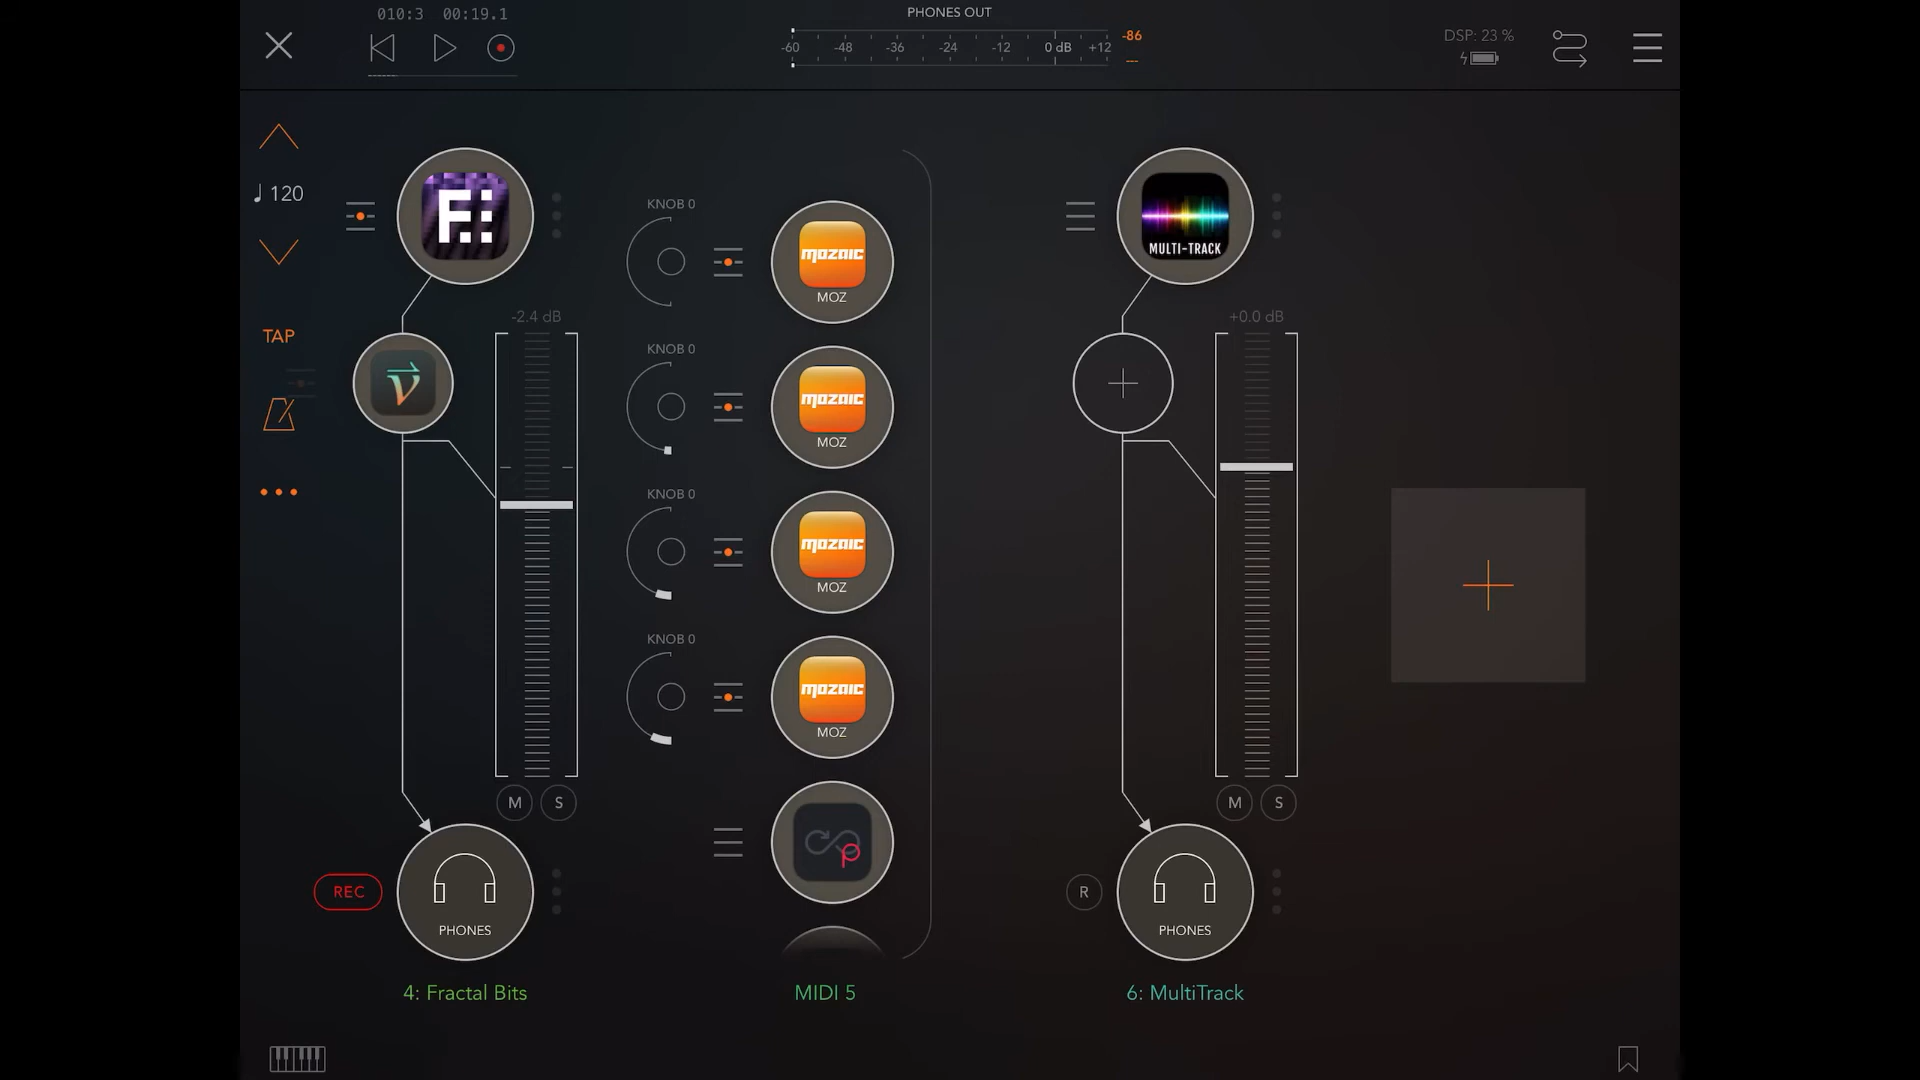 010:3 00:19.1
PHONES OUT
-60 -48 -36 -24 -12 0 dB +12
-86
---
DSP: 23 %
120
TAP
F
-2.4 dB
M S
REC
PHONES
4: Fractal Bits
KNOB 0
mozaic
MOZ
KNOB 0
mozaic
MOZ
KNOB 0
mozaic
MOZ
KNOB 0
mozaic
MOZ
p
MIDI 5
MULTI-TRACK
+0.0 dB
M S
R
PHONES
6: MultiTrack